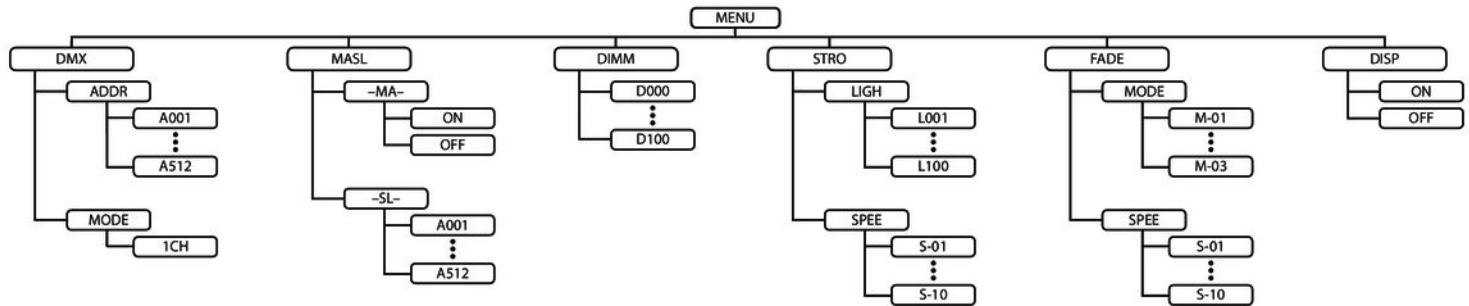 MENU
DMX
ADDR
A001
A512
MODE
1CH
MASL
–MA–
ON
OFF
–SL–
A001
A512
DIMM
D000
D100
STRO
LIGH
L001
L100
SPEE
S-01
S-10
FADE
MODE
M-01
M-03
SPEE
S-01
S-10
DISP
ON
OFF